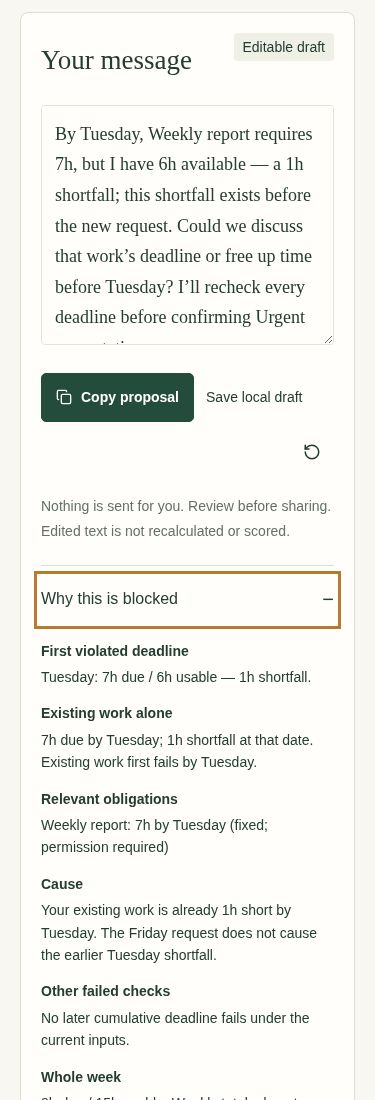 Your message
Editable draft
By Tuesday, Weekly report requires
7h, but I have 6h available — a 1h
shortfall; this shortfall exists before
the new request. Could we discuss
that work’s deadline or free up time
before Tuesday? I’ll recheck every
deadline before confirming Urgent
Copy proposal
Save local draft
Nothing is sent for you. Review before sharing.
Edited text is not recalculated or scored.
Why this is blocked –
First violated deadline
Tuesday: 7h due / 6h usable — 1h shortfall.
Existing work alone
7h due by Tuesday; 1h shortfall at that date.
Existing work first fails by Tuesday.
Relevant obligations
Weekly report: 7h by Tuesday (fixed;
permission required)
Cause
Your existing work is already 1h short by
Tuesday. The Friday request does not cause
the earlier Tuesday shortfall.
Other failed checks
No later cumulative deadline fails under the
current inputs.
Whole week